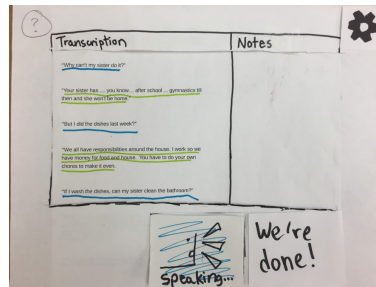 ?
Transcription
Notes
"Why can't my sister do it?"
"Your sister has .... you know... after school ... gymnastics till
then and she won't be home.
"But I did the dishes last week?"
"We all have responsibilities around the house. I work so we
have money for food and house. You have to do your own
chores to make it even.
"If I wash the dishes, can my sister clean the bathroom?"
speaking...
We're
done!